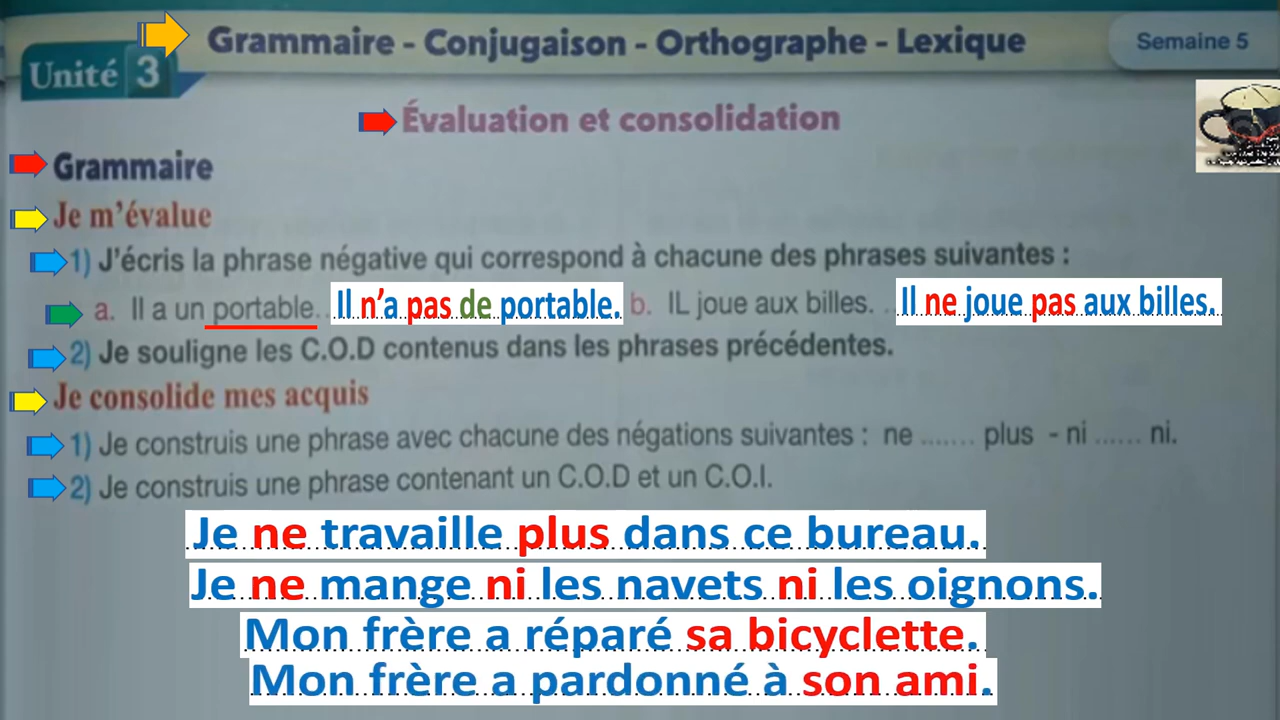 Grammaire - Conjugaison - Orthographe - Lexique
Semaine 5
Unité 3
Évaluation et consolidation
Grammaire
Je m'évalue
1) J'écris la phrase négative qui correspond à chacune des phrases suivantes :
a. Il a un portable. Il n'a pas de portable. b. IL joue aux billes. .. Il ne joue pas aux billes.
2) Je souligne les C.O.D contenus dans les phrases précédentes.
Je consolide mes acquis
1) Je construis une phrase avec chacune des négations suivantes : ne ....... plus - ni ...... ni.
2) Je construis une phrase contenant un C.O.D et un C.O.I.
Je ne travaille plus dans ce bureau.
Je ne mange ni les navets ni les oignons.
Mon frère a réparé sa bicyclette.
Mon frère a pardonné à son ami.